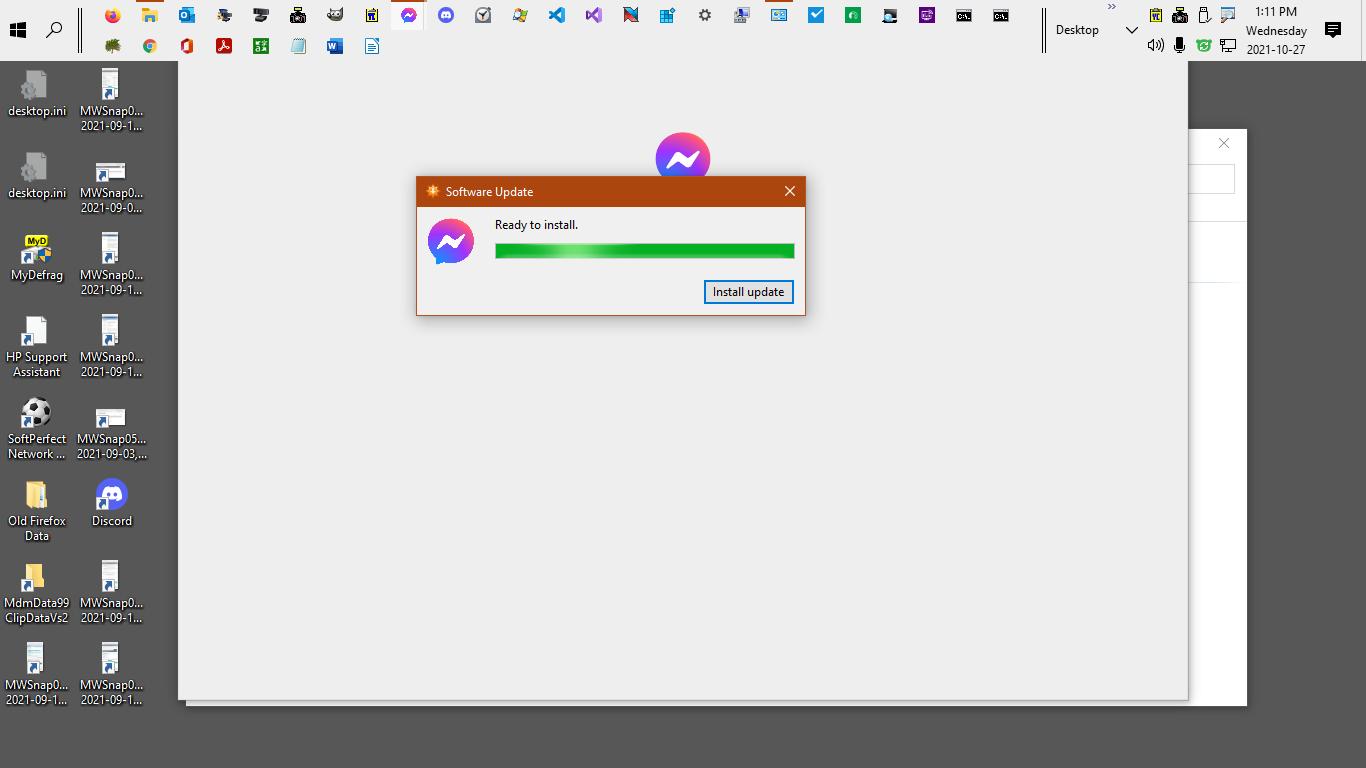 Desktop
1:11 PM
Wednesday
2021-10-27
desktop.ini
MWSnap0...
2021-09-1...
desktop.ini
MWSnap0...
2021-09-0...
MyD
MyDefrag
MWSnap0...
2021-09-1...
HP Support
Assistant
MWSnap0...
2021-09-1...
SoftPerfect
Network ...
MWSnap05...
2021-09-03,...
Old Firefox
Data
Discord
MdmData99
ClipDataVs2
MWSnap0...
2021-09-1...
MWSnap0...
2021-09-1...
MWSnap0...
2021-09-1...
Software Update
Ready to install.
Install update